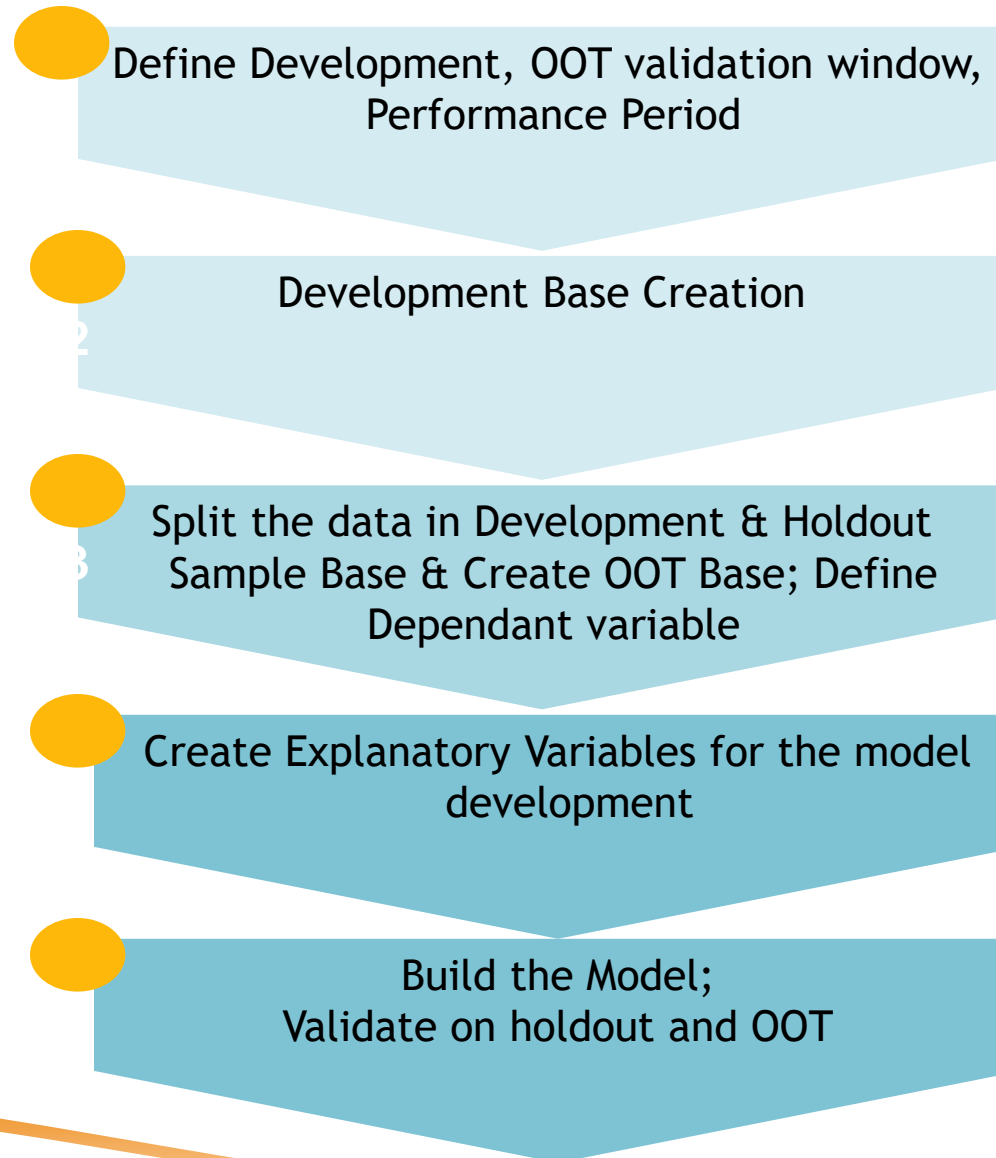 Define Development, OOT validation window,
Performance Period
Development Base Creation
2
Split the data in Development & Holdout
Sample Base & Create OOT Base; Define
Dependant variable
3
Create Explanatory Variables for the model
development
Build the Model;
Validate on holdout and OOT